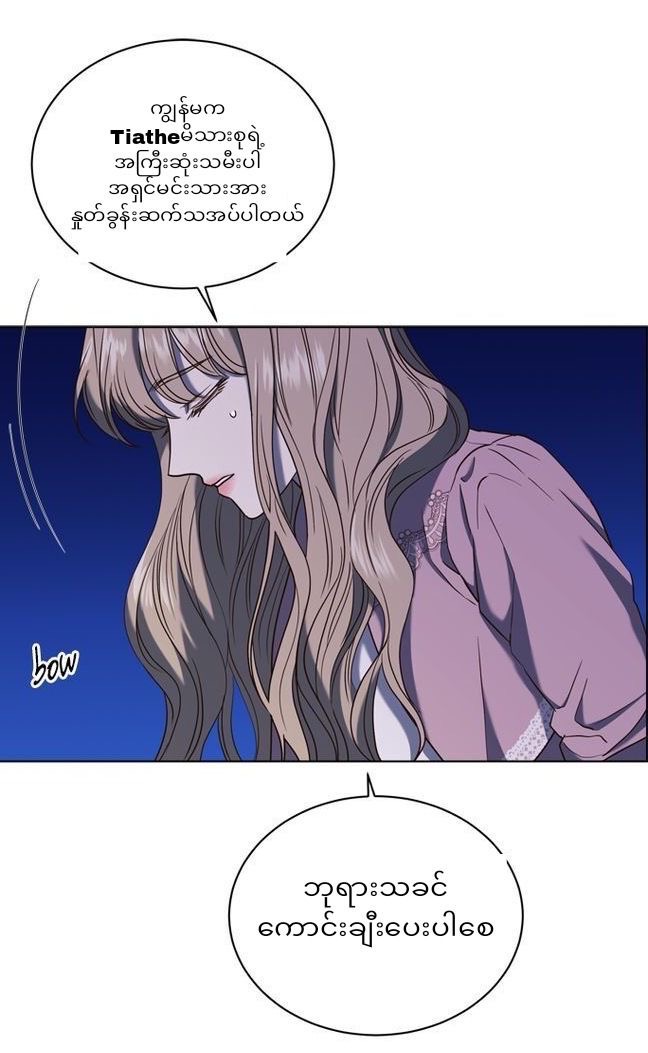 ကျွန်မက
Tiatheမိသားစုရဲ့
အကြီးဆုံးသမီးပါ
အရှင်မင်းသားအား
နှုတ်ခွန်းဆက်သအပ်ပါတယ်
bow
ဘုရားသခင်
ကောင်းချီးပေးပါစေ